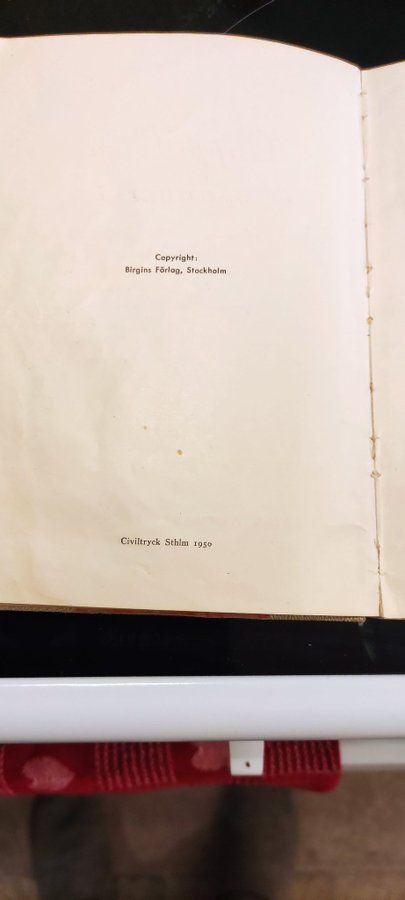 Copyright:
Birgins Förlag, Stockholm
Civiltryck Sthlm 1950